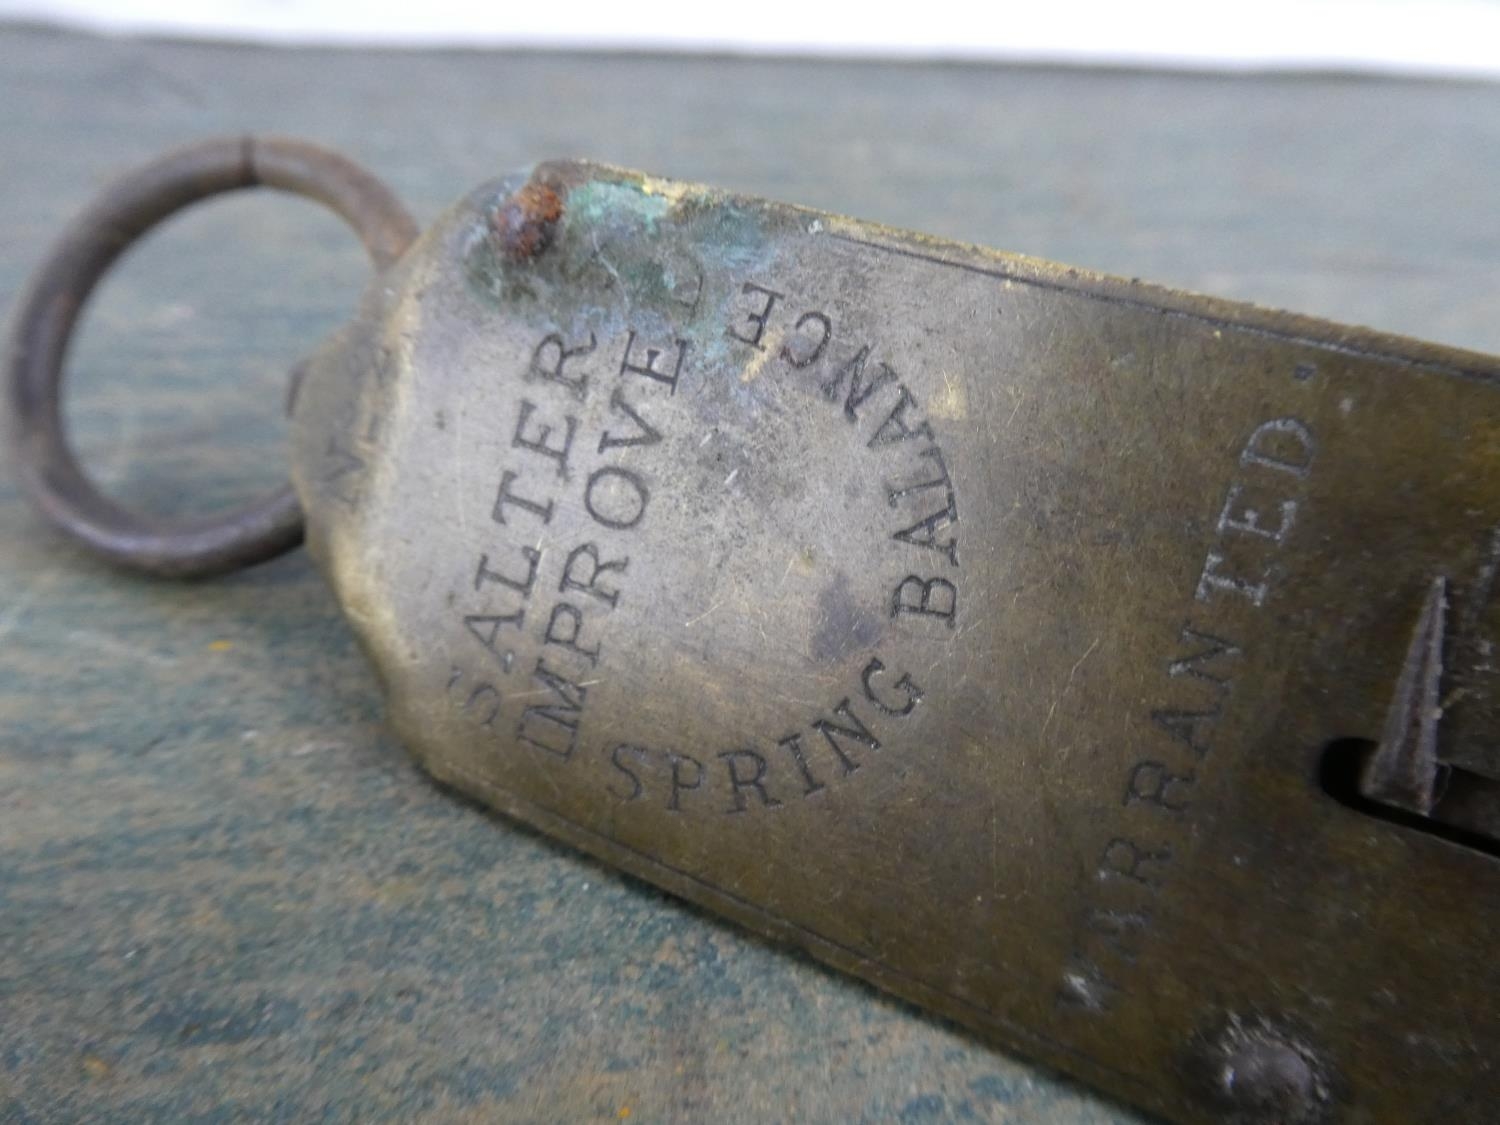 SALTER
IMPROVED
SPRING BALANCE
WARRANTED.